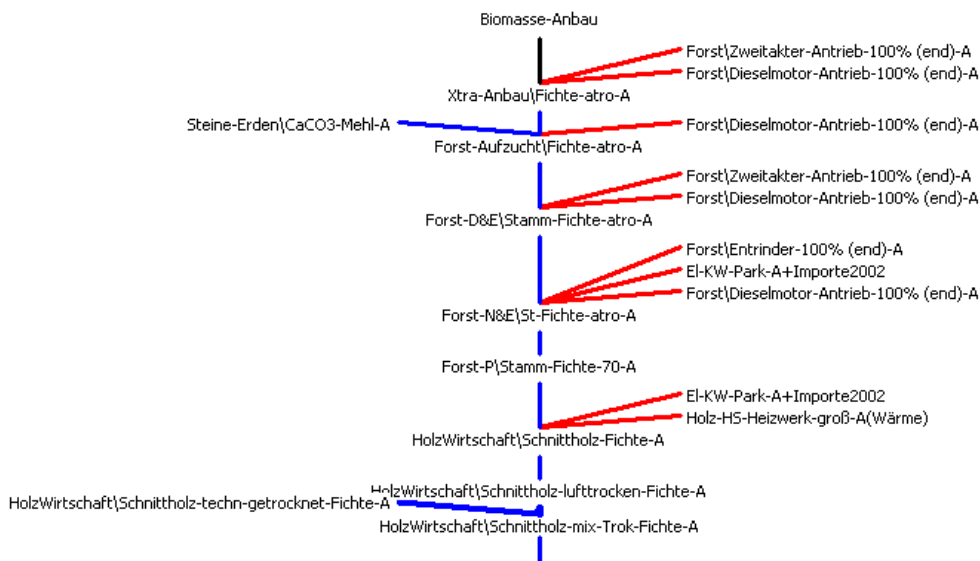 Biomasse-Anbau
Forst\Zweitakter-Antrieb-100% (end)-A
Forst\Dieselmotor-Antrieb-100% (end)-A
Xtra-Anbau\Fichte-atro-A
Steine-Erden\CaCO3-Mehl-A
Forst\Dieselmotor-Antrieb-100% (end)-A
Forst-Aufzucht\Fichte-atro-A
Forst\Zweitakter-Antrieb-100% (end)-A
Forst\Dieselmotor-Antrieb-100% (end)-A
Forst-D&E\Stamm-Fichte-atro-A
Forst\Entrinder-100% (end)-A
El-KW-Park-A+Importe2002
Forst\Dieselmotor-Antrieb-100% (end)-A
Forst-N&E\St-Fichte-atro-A
Forst-P\Stamm-Fichte-70-A
El-KW-Park-A+Importe2002
Holz-HS-Heizwerk-groß-A(Wärme)
HolzWirtschaft\Schnittholz-Fichte-A
HolzWirtschaft\Schnittholz-lufttrocken-Fichte-A
HolzWirtschaft\Schnittholz-techn-getrocknet-Fichte-A
HolzWirtschaft\Schnittholz-mix-Trok-Fichte-A